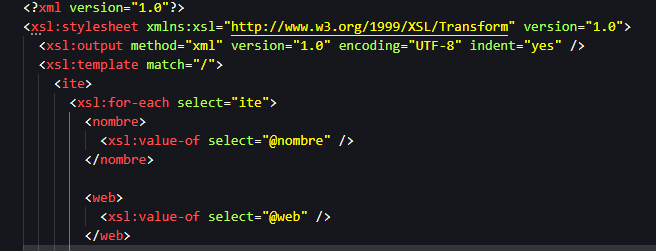 <?xml version="1.0"?>
<xsl:stylesheet xmlns:xsl="http://www.w3.org/1999/XSL/Transform" version="1.0">
  <xsl:output method="xml" version="1.0" encoding="UTF-8" indent="yes" />
  <xsl:template match="/">
    <ite>
      <xsl:for-each select="ite">
        <nombre>
          <xsl:value-of select="@nombre" />
        </nombre>

        <web>
          <xsl:value-of select="@web" />
        </web>